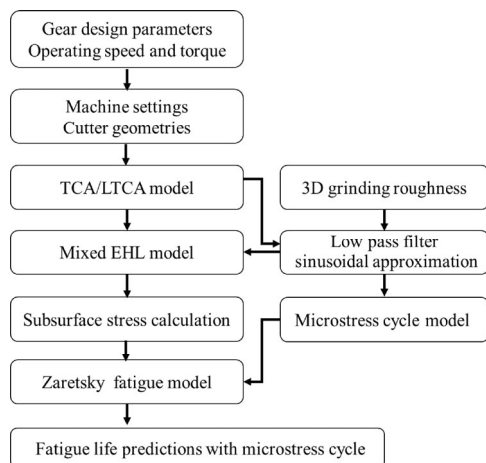 Gear design parameters
Operating speed and torque
Machine settings
Cutter geometries
TCA/LTCA model
3D grinding roughness
Mixed EHL model
Low pass filter
sinusoidal approximation
Subsurface stress calculation
Microstress cycle model
Zaretsky fatigue model
Fatigue life predictions with microstress cycle